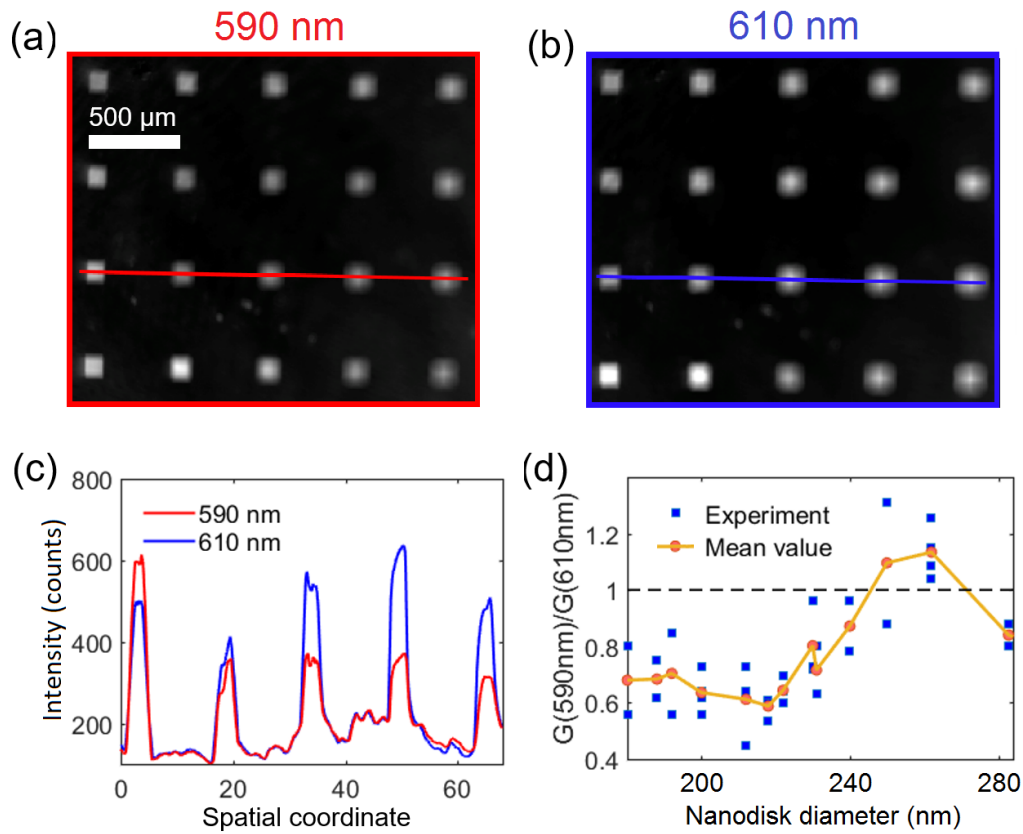 (a)
590 nm
(b)
610 nm
500 µm
(c)
800
600
400
200
0
20
40
60
590 nm
610 nm
Intensity (counts)
Spatial coordinate
(d)
1.2
1
0.8
0.6
0.4
200
240
280
Experiment
Mean value
G(590nm)/G(610nm)
Nanodisk diameter (nm)